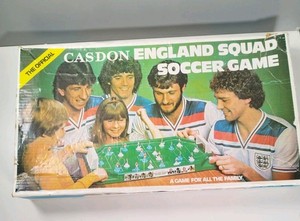 THE OFFICIAL
CASDON ENGLAND SQUAD
SOCCER GAME
A GAME FOR ALL THE FAMILY